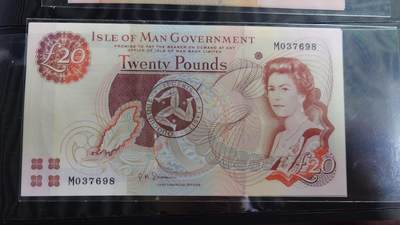 ISLE OF MAN GOVERNMENT
£20
PROMISE TO PAY THE BEARER ON DEMAND AT ANY
OFFICE OF ISLE OF MAN BANK LIMITED
M037698
Twenty Pounds
M037698
£20